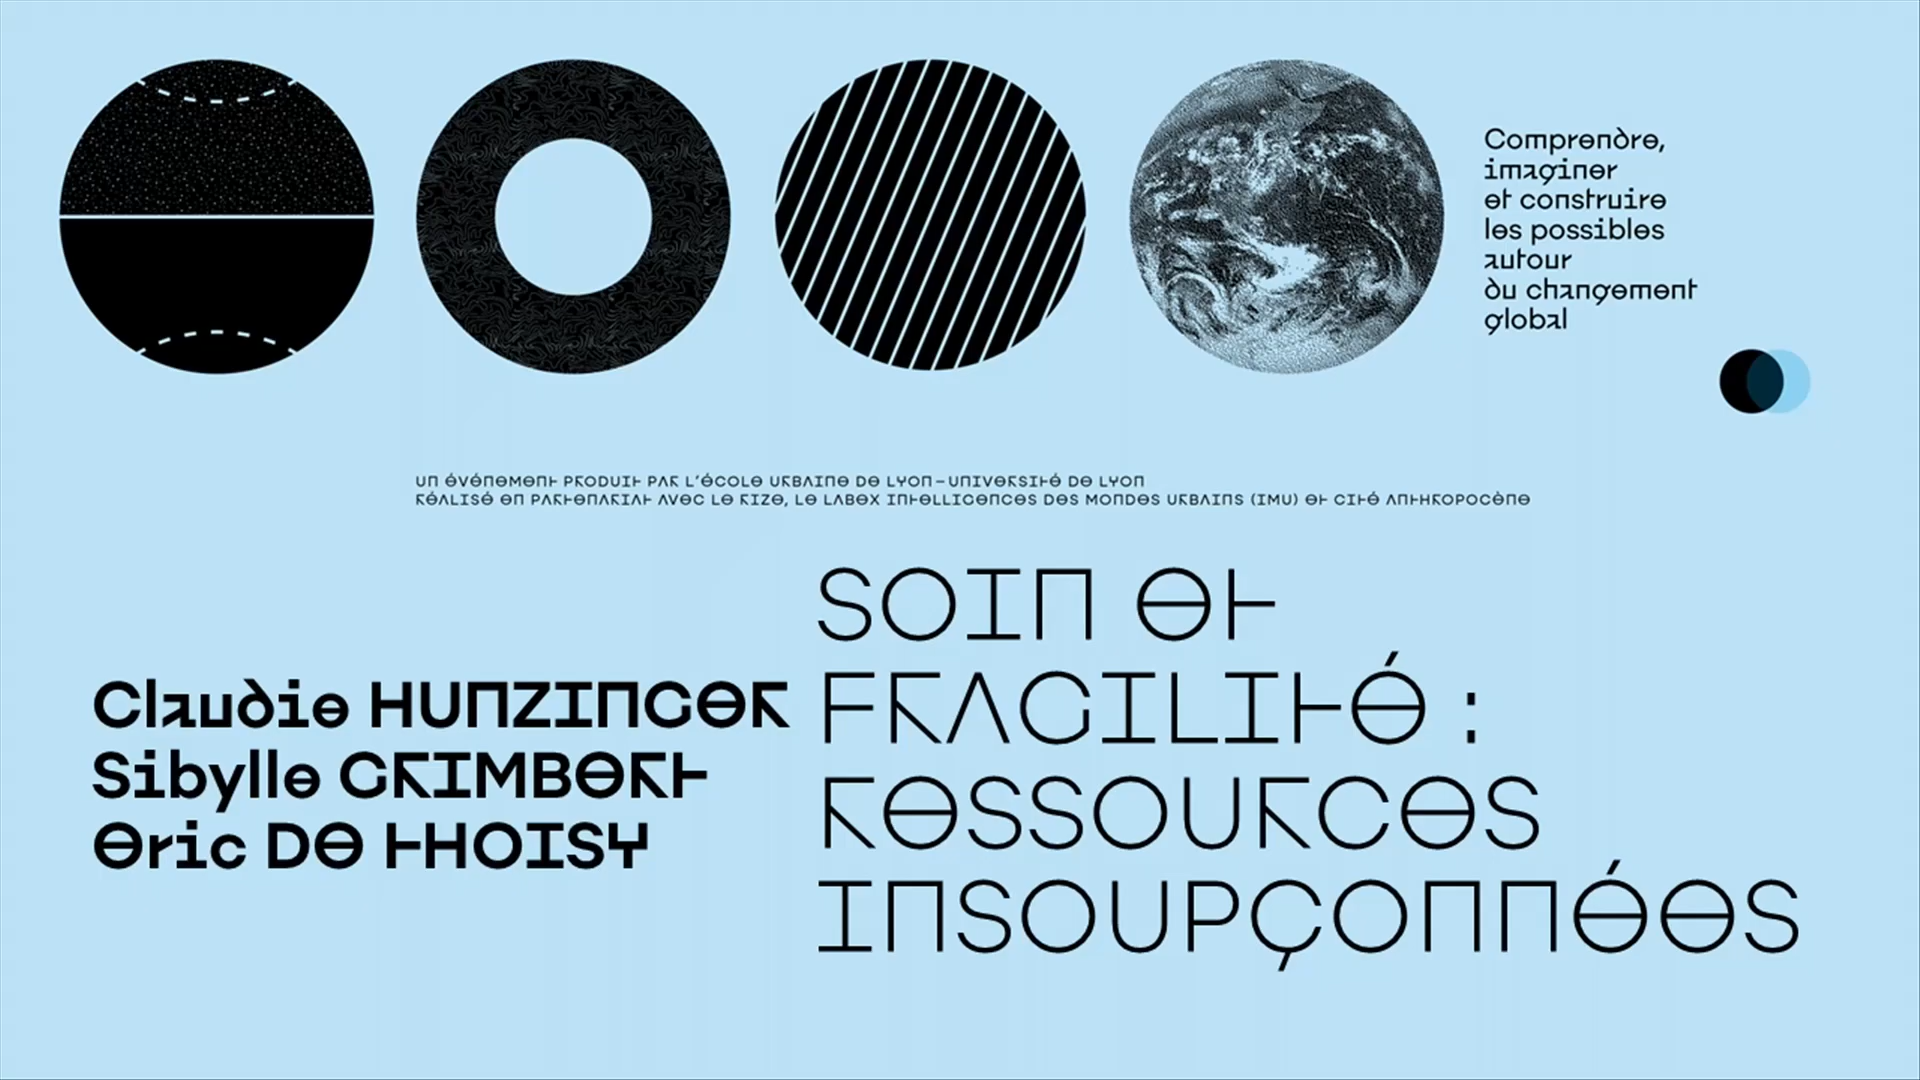 Comprendre,
imaginer
et construire
les possibles
autour
du changement
global
UN ÉVÉNEMENT PRODUIT PAR L'ÉCOLE URBAINE DE LYON – UNIVERSITÉ DE LYON
RÉALISÉ EN PARTENARIAT AVEC LE RIZE, LE LABEX INTELLIGENCES DES MONDES URBAINS (IMU) ET CITÉ ANTHROPOCÈNE
Claudie HUNZINGER
Sibylle GRIMBERT
Eric DE THOISY
SOIN ET
FRAGILITÉ :
RESSOURCES
INSOUPÇONNÉES